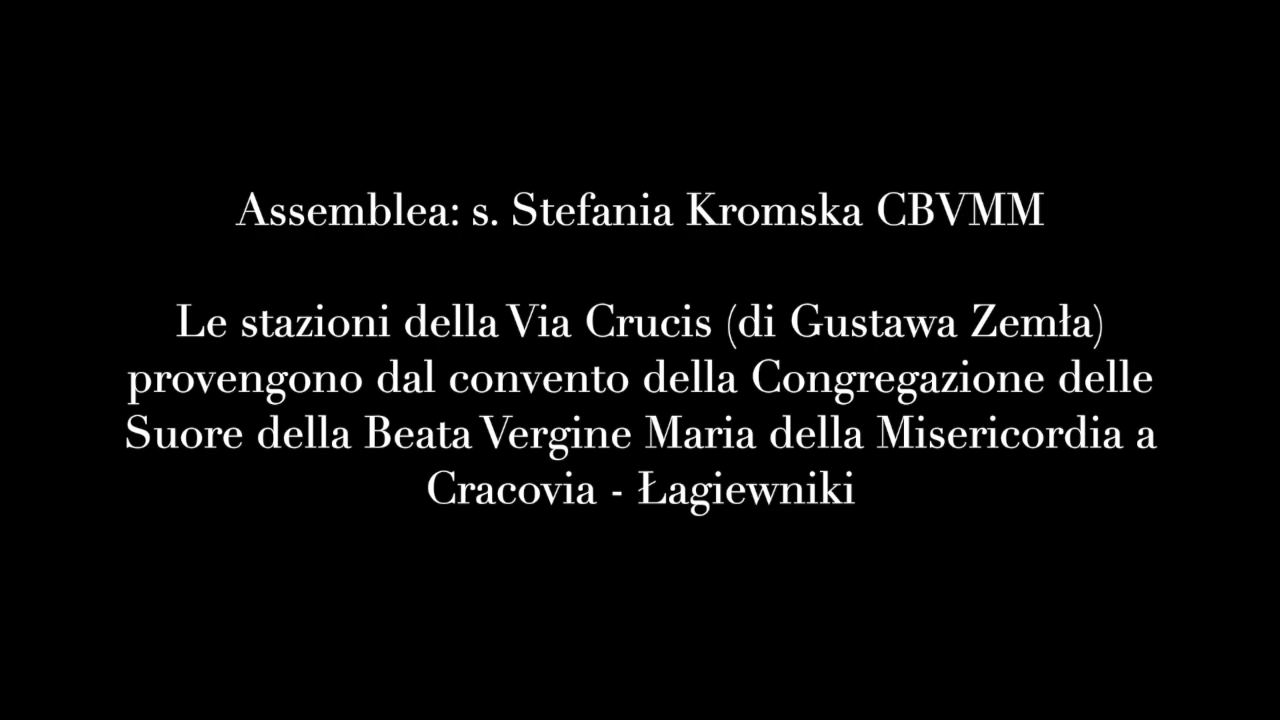 Assemblea: s. Stefania Kromska CBVMM
Le stazioni della Via Crucis (di Gustawa Zemła)
provengono dal convento della Congregazione delle
Suore della Beata Vergine Maria della Misericordia a
Cracovia - Łagiewniki